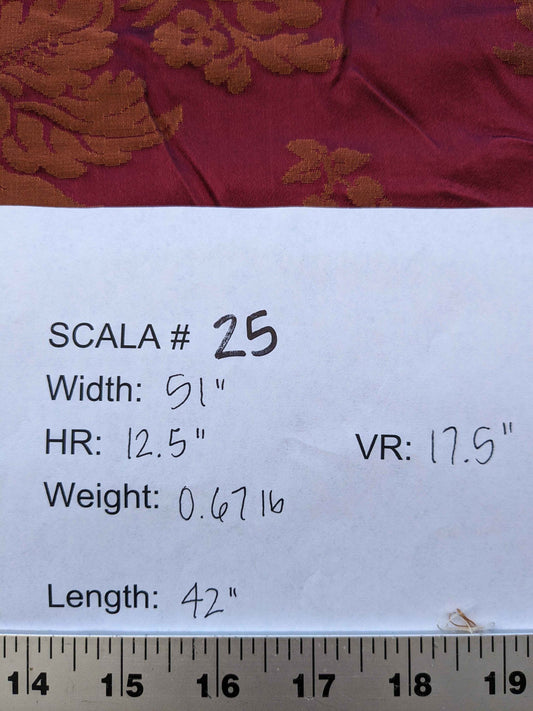 SCALA # 25
Width: 51"
HR: 12.5" VR: 17.5"
Weight: 0.67 lb
Length: 42"
14 15 16 17 18 19